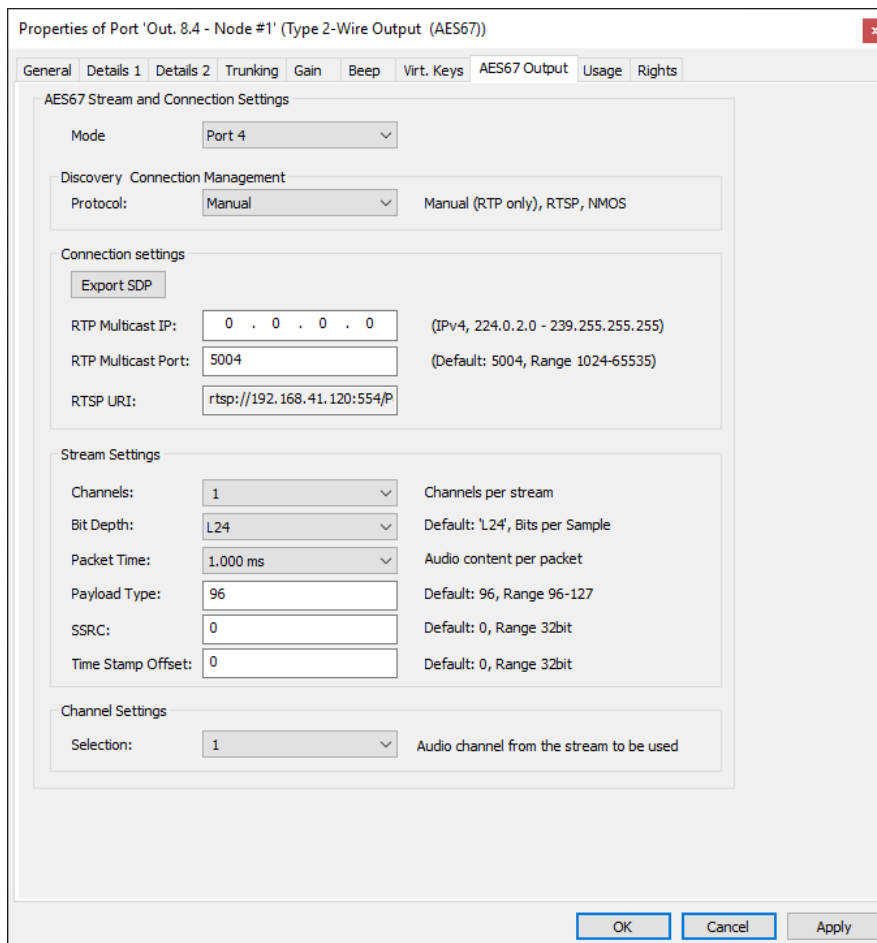 Properties of Port 'Out. 8.4 - Node #1' (Type 2-Wire Output (AES67))
General Details 1 Details 2 Trunking Gain Beep Virt. Keys AES67 Output Usage Rights
AES67 Stream and Connection Settings
Mode Port 4
Discovery Connection Management
Protocol: Manual Manual (RTP only), RTSP, NMOS
Connection settings
Export SDP
RTP Multicast IP: 0 . 0 . 0 . 0 (IPv4, 224.0.2.0 - 239.255.255.255)
RTP Multicast Port: 5004 (Default: 5004, Range 1024-65535)
RTSP URI: rtsp://192.168.41.120:554/P
Stream Settings
Channels: 1 Channels per stream
Bit Depth: L24 Default: 'L24', Bits per Sample
Packet Time: 1.000 ms Audio content per packet
Payload Type: 96 Default: 96, Range 96-127
SSRC: 0 Default: 0, Range 32bit
Time Stamp Offset: 0 Default: 0, Range 32bit
Channel Settings
Selection: 1 Audio channel from the stream to be used
OK Cancel Apply